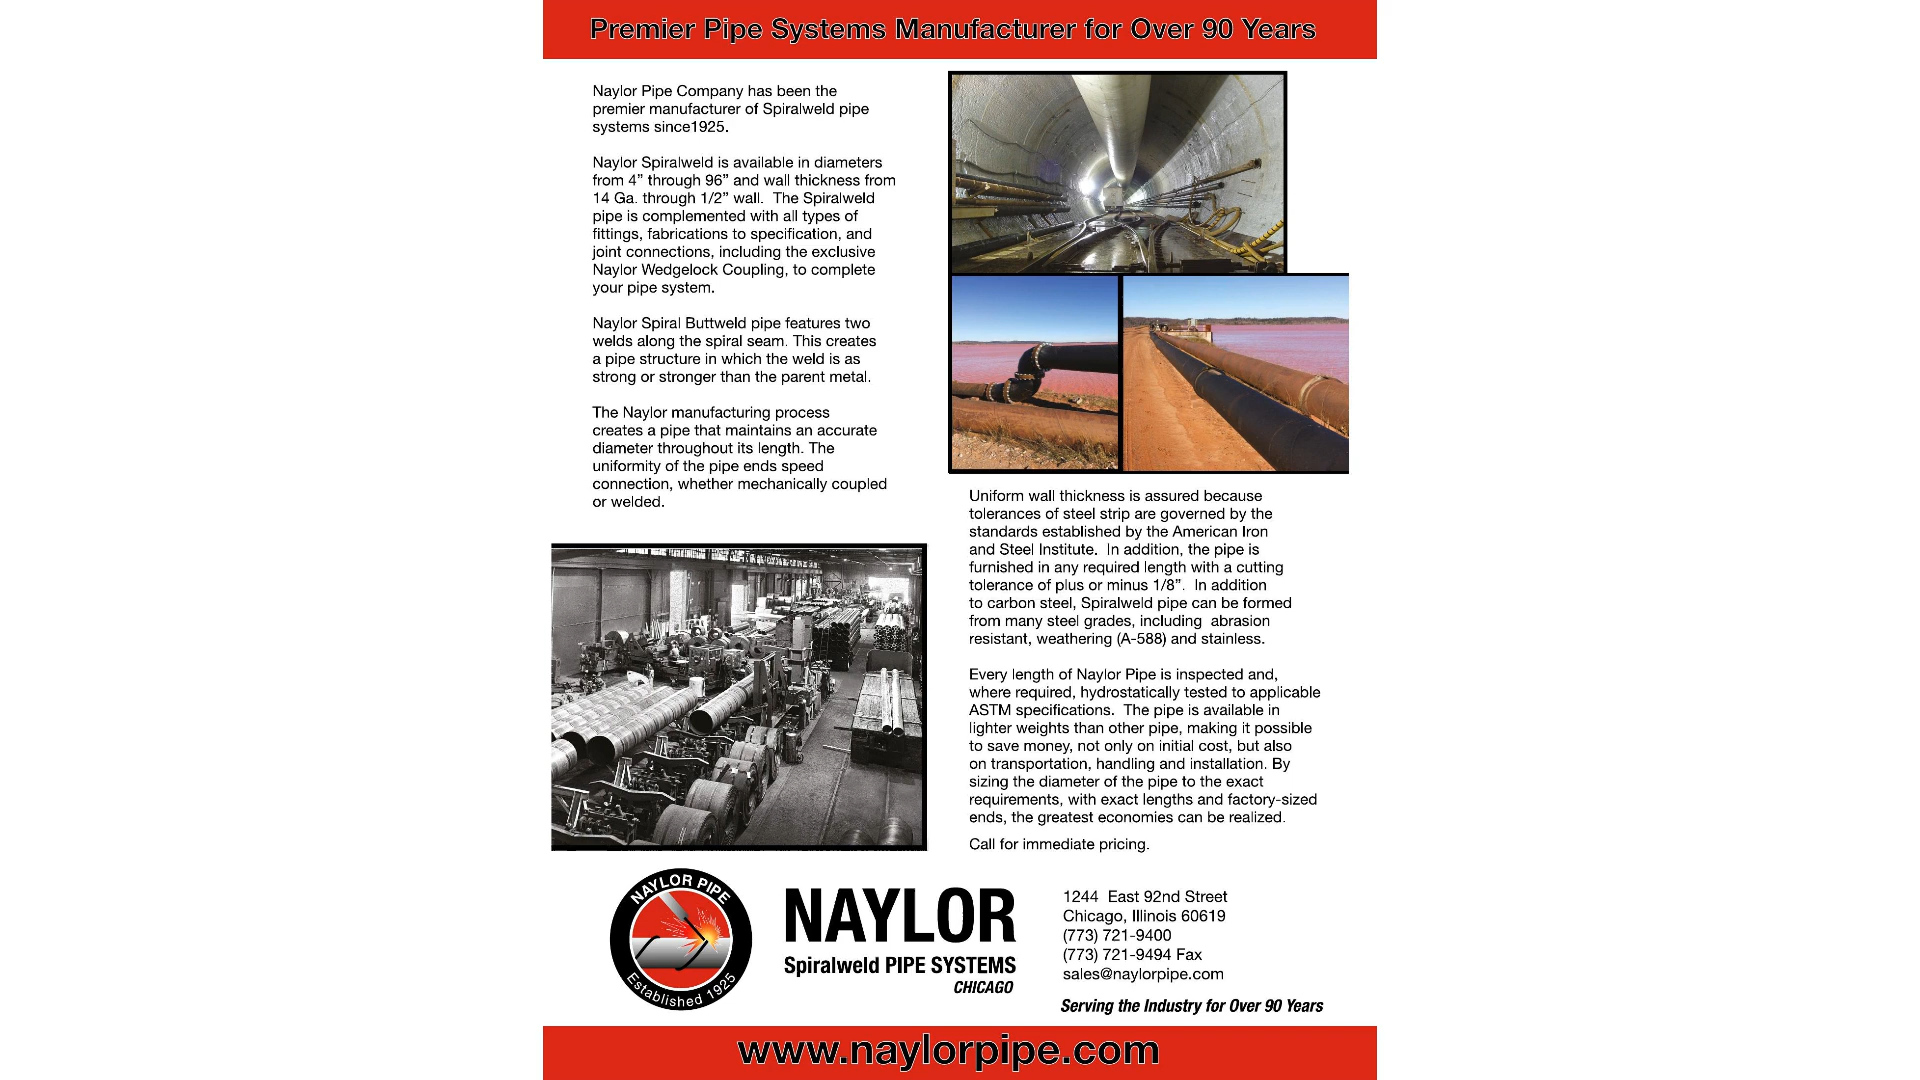 Premier Pipe Systems Manufacturer for Over 90 Years
Naylor Pipe Company has been the
premier manufacturer of Spiralweld pipe
systems since1925.
Naylor Spiralweld is available in diameters
from 4” through 96” and wall thickness from
14 Ga. through 1/2” wall.  The Spiralweld
pipe is complemented with all types of
fittings, fabrications to specification, and
joint connections, including the exclusive
Naylor Wedgelock Coupling, to complete
your pipe system.
Naylor Spiral Buttweld pipe features two
welds along the spiral seam. This creates
a pipe structure in which the weld is as
strong or stronger than the parent metal.
The Naylor manufacturing process
creates a pipe that maintains an accurate
diameter throughout its length. The
uniformity of the pipe ends speed
connection, whether mechanically coupled
or welded.
Uniform wall thickness is assured because
tolerances of steel strip are governed by the
standards established by the American Iron
and Steel Institute.  In addition, the pipe is
furnished in any required length with a cutting
tolerance of plus or minus 1/8”.  In addition
to carbon steel, Spiralweld pipe can be formed
from many steel grades, including  abrasion
resistant, weathering (A-588) and stainless.
Every length of Naylor Pipe is inspected and,
where required, hydrostatically tested to applicable
ASTM specifications.  The pipe is available in
lighter weights than other pipe, making it possible
to save money, not only on initial cost, but also
on transportation, handling and installation. By
sizing the diameter of the pipe to the exact
requirements, with exact lengths and factory-sized
ends, the greatest economies can be realized.
Call for immediate pricing.
NAYLOR PIPE
Established 1925
NAYLOR
Spiralweld PIPE SYSTEMS
CHICAGO
1244  East 92nd Street
Chicago, Illinois 60619
(773) 721-9400
(773) 721-9494 Fax
sales@naylorpipe.com
Serving the Industry for Over 90 Years
www.naylorpipe.com